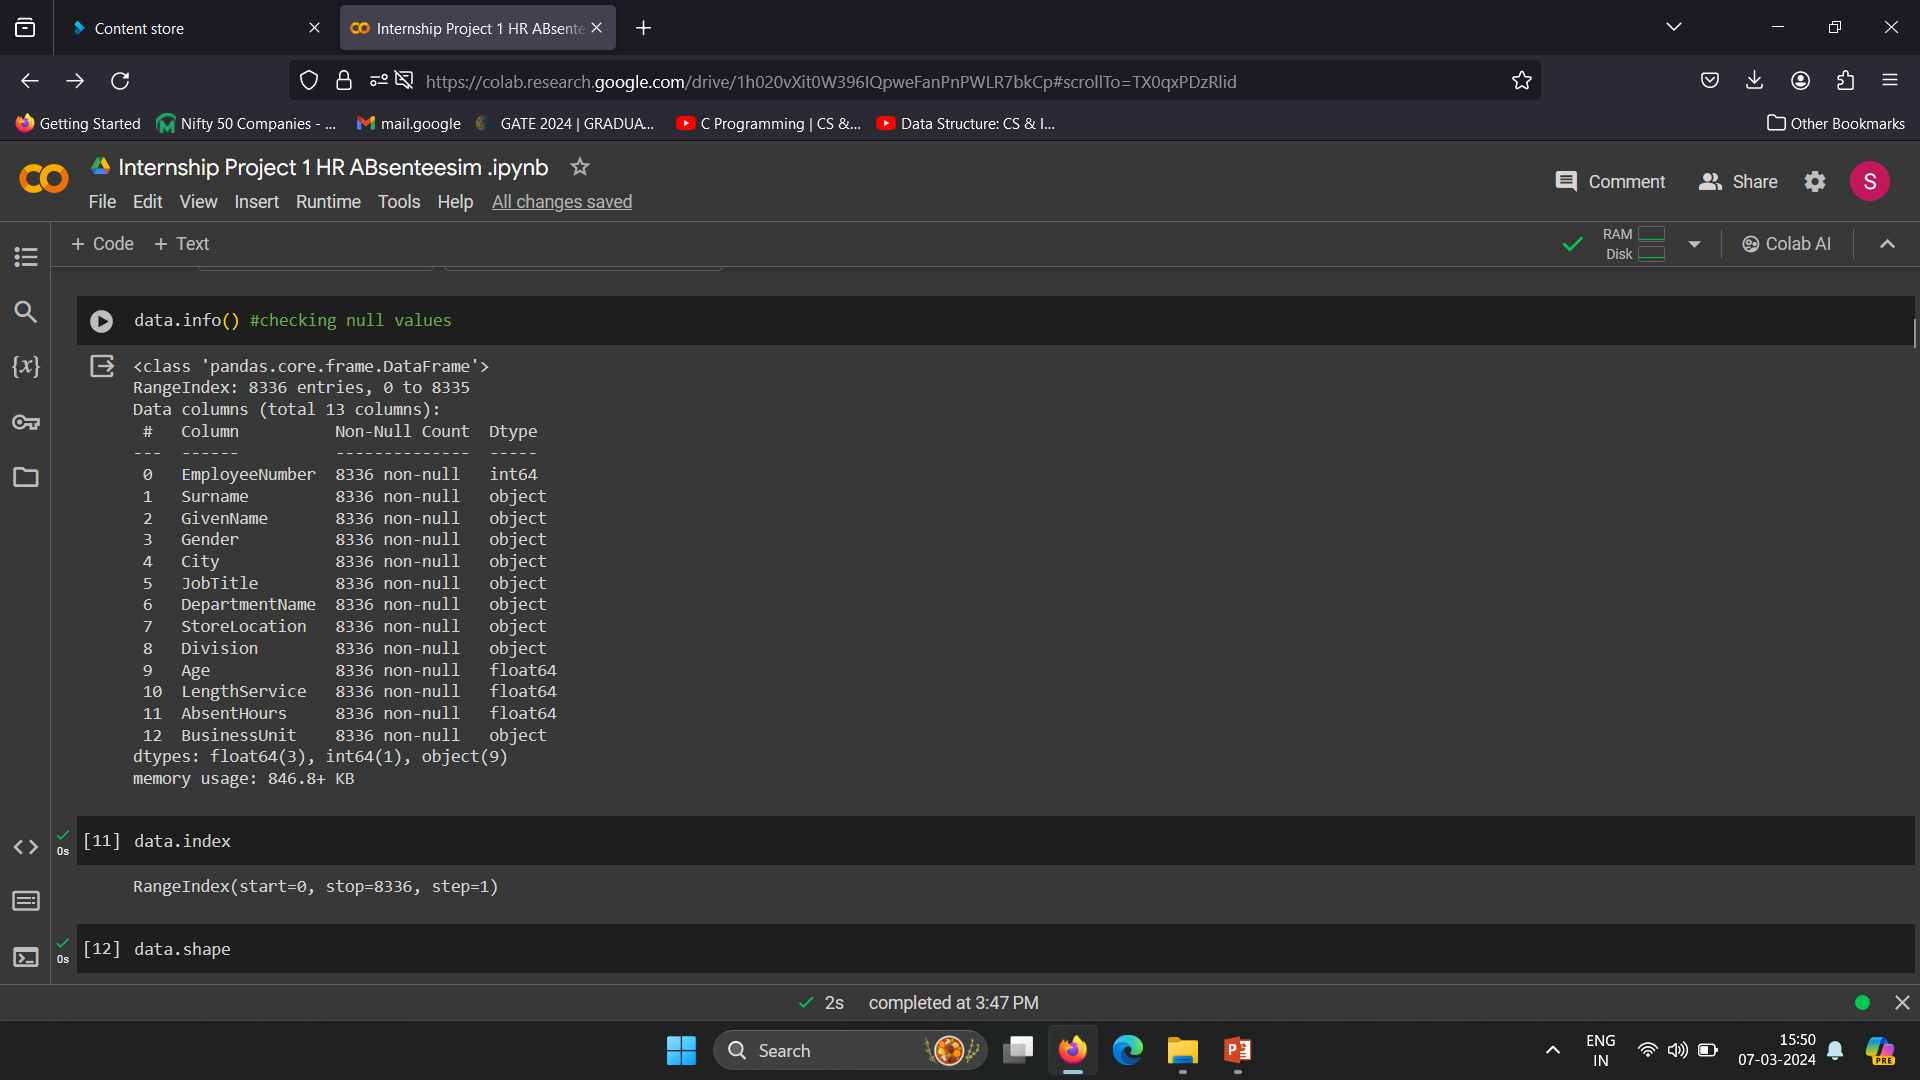 Content store
Internship Project 1 HR ABsente
https://colab.research.google.com/drive/1h020vXit0W396IQpweFanPnPWLR7bkCp#scrollTo=TX0qxPDzRlid
Getting Started
Nifty 50 Companies - ...
mail.google
GATE 2024 | GRADUA...
C Programming | CS &...
Data Structure: CS & I...
Other Bookmarks
Internship Project 1 HR ABsenteesim .ipynb
Comment
Share
S
File Edit View Insert Runtime Tools Help All changes saved
+ Code + Text
RAM
Disk
Colab AI
data.info() #checking null values
<class 'pandas.core.frame.DataFrame'>
RangeIndex: 8336 entries, 0 to 8335
Data columns (total 13 columns):
 #   Column          Non-Null Count  Dtype
---  ------          --------------  -----
 0   EmployeeNumber  8336 non-null   int64
 1   Surname         8336 non-null   object
 2   GivenName       8336 non-null   object
 3   Gender          8336 non-null   object
 4   City            8336 non-null   object
 5   JobTitle        8336 non-null   object
 6   DepartmentName  8336 non-null   object
 7   StoreLocation   8336 non-null   object
 8   Division        8336 non-null   object
 9   Age             8336 non-null   float64
 10  LengthService   8336 non-null   float64
 11  AbsentHours     8336 non-null   float64
 12  BusinessUnit    8336 non-null   object
dtypes: float64(3), int64(1), object(9)
memory usage: 846.8+ KB
[11] data.index
0s
RangeIndex(start=0, stop=8336, step=1)
[12] data.shape
0s
2s completed at 3:47 PM
Search
ENG
IN
15:50
07-03-2024
PRE